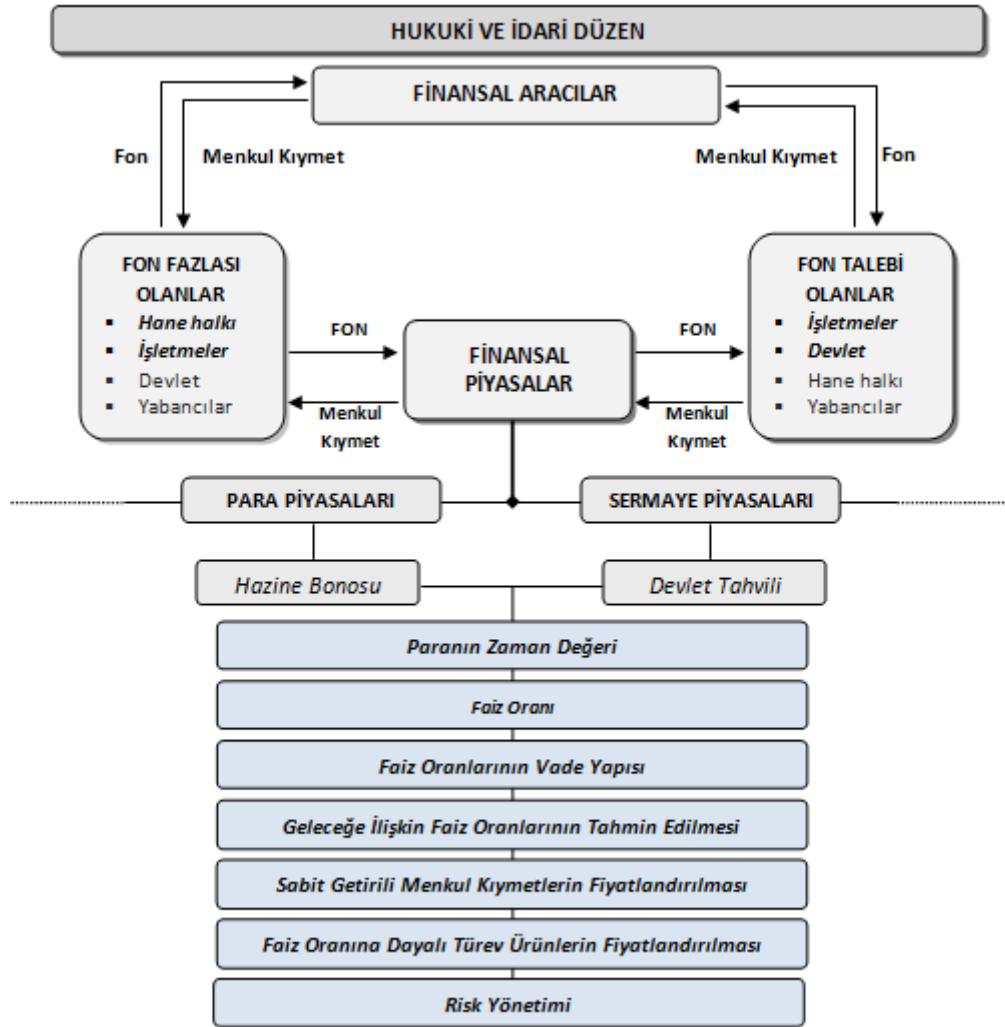 HUKUKİ VE İDARİ DÜZEN
FİNANSAL ARACILAR
Fon
Menkul Kıymet
Menkul Kıymet
Fon
FON FAZLASI
OLANLAR
▪ Hane halkı
▪ İşletmeler
▪ Devlet
▪ Yabancılar
FON
Menkul
Kıymet
FİNANSAL
PİYASALAR
FON
Menkul
Kıymet
FON TALEBİ
OLANLAR
▪ İşletmeler
▪ Devlet
▪ Hane halkı
▪ Yabancılar
PARA PİYASALARI
SERMAYE PİYASALARI
Hazine Bonosu
Devlet Tahvili
Paranın Zaman Değeri
Faiz Oranı
Faiz Oranlarının Vade Yapısı
Geleceğe İlişkin Faiz Oranlarının Tahmin Edilmesi
Sabit Getirili Menkul Kıymetlerin Fiyatlandırılması
Faiz Oranına Dayalı Türev Ürünlerin Fiyatlandırılması
Risk Yönetimi